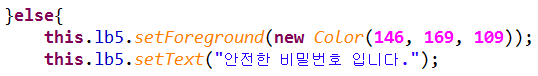 }else{
this.lb5.setForeground(new Color(146, 169, 109));
this.lb5.setText("안전한 비밀번호 입니다.");